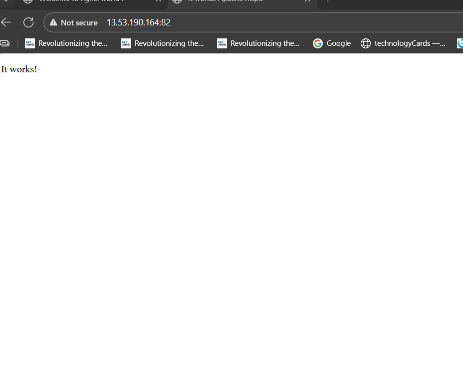 Not secure 13.53.190.164:82
Revolutionizing the... Revolutionizing the... Revolutionizing the... Google technologyCards —...
It works!